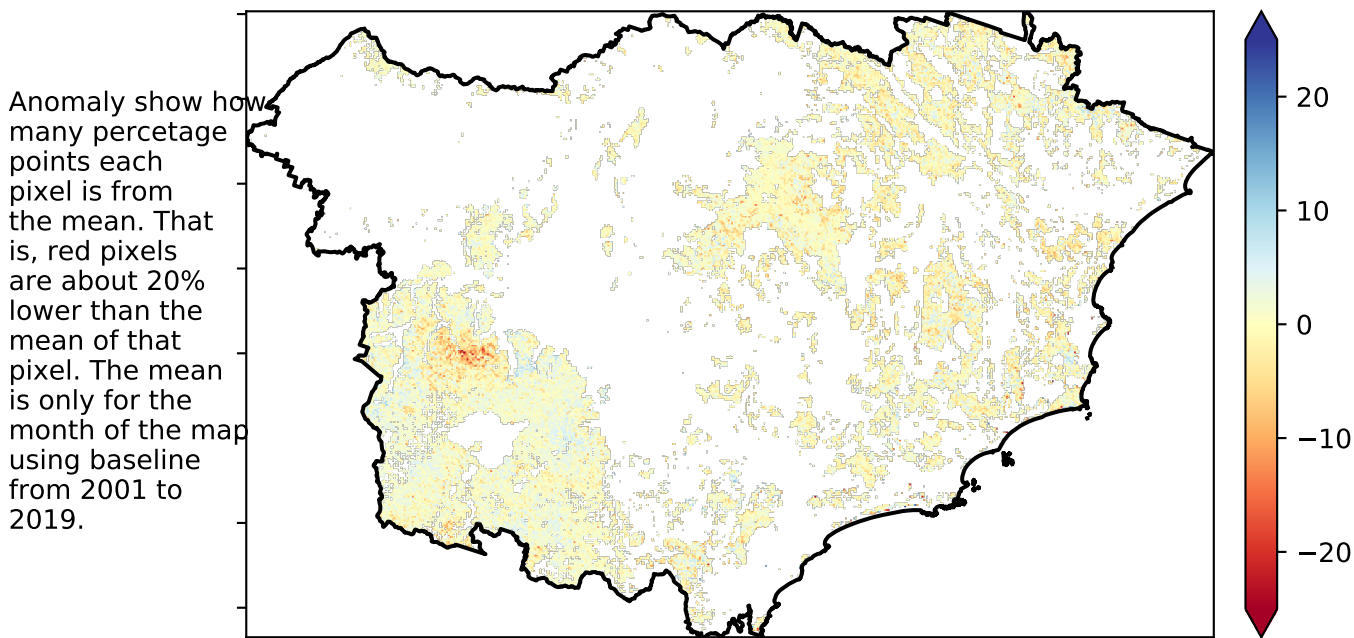 Anomaly show how
many percetage
points each
pixel is from
the mean. That
is, red pixels
are about 20%
lower than the
mean of that
pixel. The mean
is only for the
month of the map
using baseline
from 2001 to
2019.
20
10
0
−10
−20